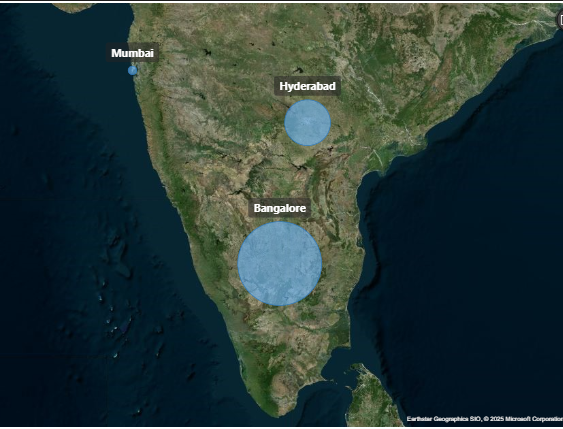 Mumbai
Hyderabad
Bangalore
Earthstar Geographics SIO, © 2025 Microsoft Corporation